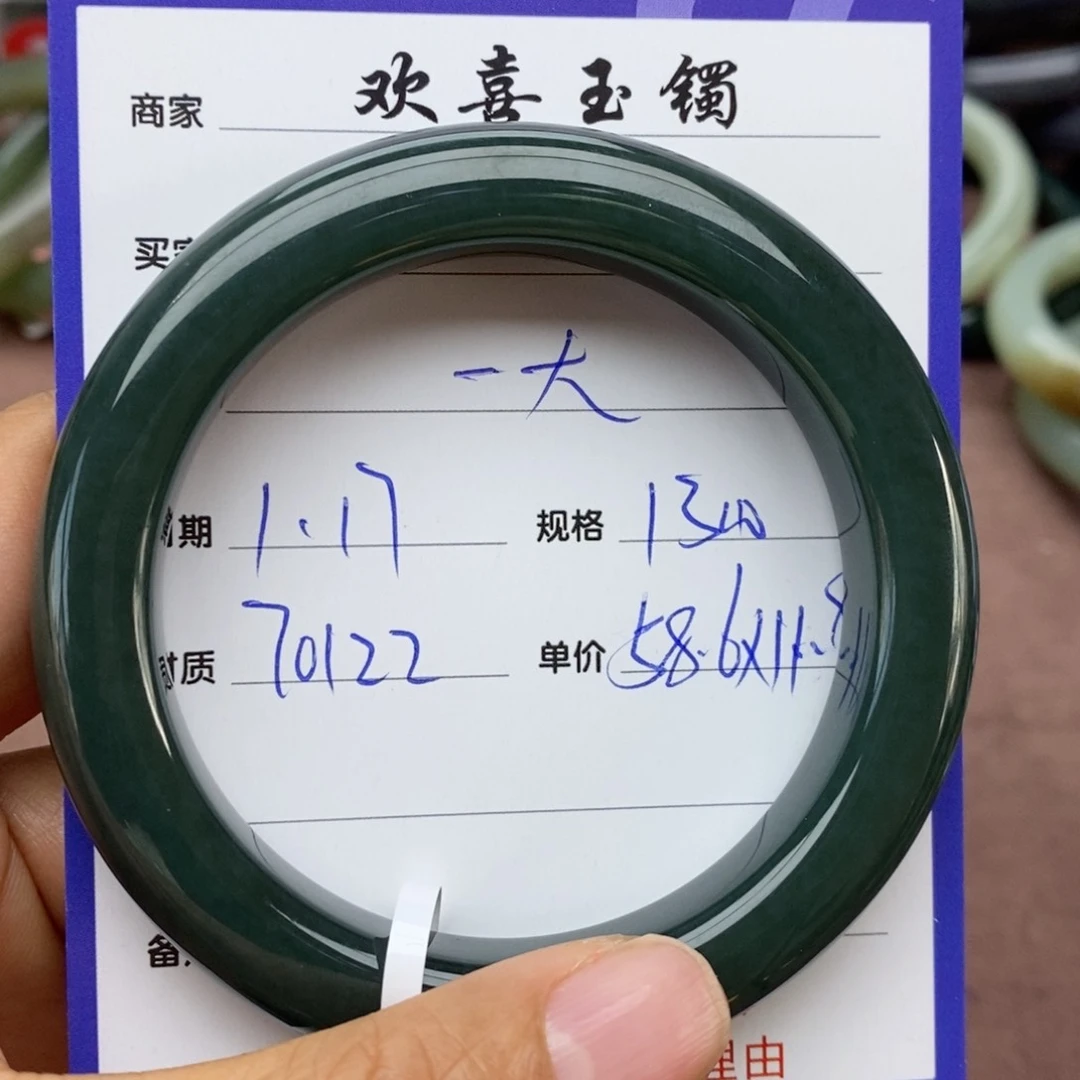 商家 欢喜玉镯
买家
一大
期 1.17 规格 130
质 70122 单价 58.6x11.8
备
理由